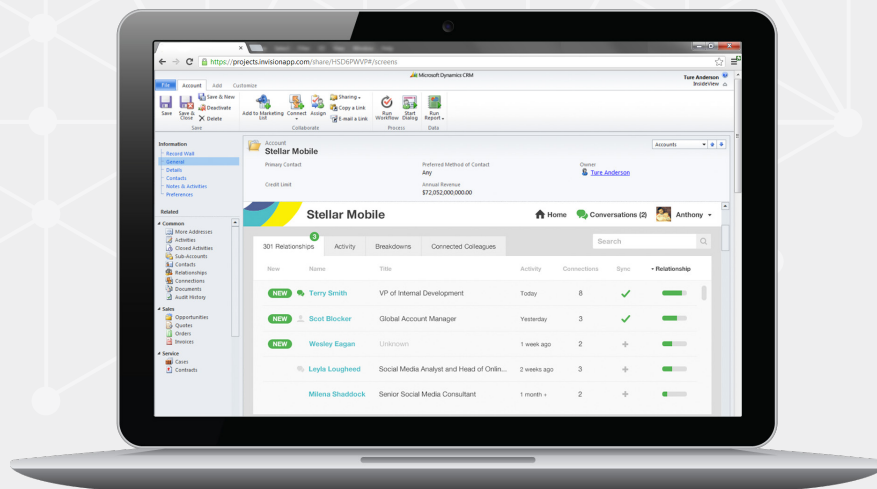 https://projects.invisionapp.com/share/HSD6PWVP#/screens
Microsoft Dynamics CRM
Ture Anderson
InsideView
File Account Add Customize
Save
Save & Close
Save & New
Deactivate
Delete
Add to Marketing List
Connect
Assign
Sharing
Copy a Link
E-mail a Link
Run Workflow
Start Dialog
Run Report
Save Collaborate Process Data
Information
Record Wall
General
Details
Contacts
Notes & Activities
Preferences
Related
Common
More Addresses
Activities
Closed Activities
Sub-Accounts
Contacts
Relationships
Connections
Documents
Audit History
Sales
Opportunities
Quotes
Orders
Invoices
Service
Cases
Contracts
Account
Stellar Mobile
Accounts
Primary Contact
Preferred Method of Contact
Any
Owner
Ture Anderson
Credit Limit
Annual Revenue
$72,052,000,000.00
Stellar Mobile
Home Conversations (2) Anthony
301 Relationships 3 Activity Breakdowns Connected Colleagues Search
New Name Title Activity Connections Sync Relationship
NEW Terry Smith VP of Internal Development Today 8
NEW Scot Blocker Global Account Manager Yesterday 3
NEW Wesley Eagan Unknown 1 week ago 2
Leyla Lougheed Social Media Analyst and Head of Onlin... 2 weeks ago 3
Milena Shaddock Senior Social Media Consultant 1 month + 2